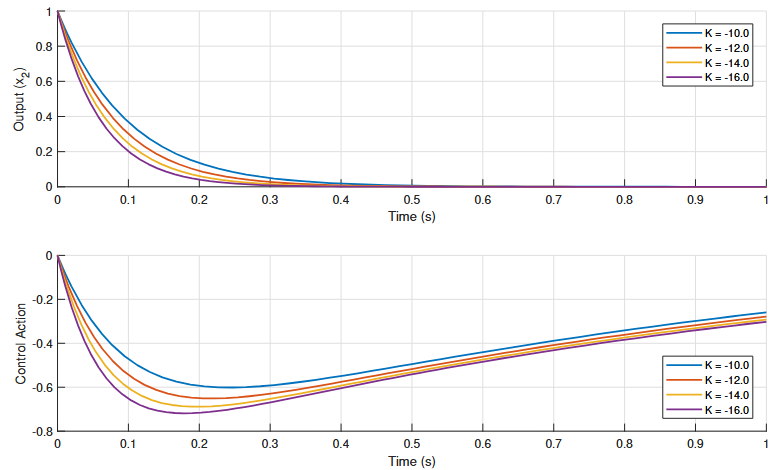 1
0.8
0.6
0.4
0.2
0
Output (x2)
K = -10.0
K = -12.0
K = -14.0
K = -16.0
0 0.1 0.2 0.3 0.4 0.5 0.6 0.7 0.8 0.9 1
Time (s)
0
-0.2
-0.4
-0.6
-0.8
Control Action
K = -10.0
K = -12.0
K = -14.0
K = -16.0
0 0.1 0.2 0.3 0.4 0.5 0.6 0.7 0.8 0.9 1
Time (s)